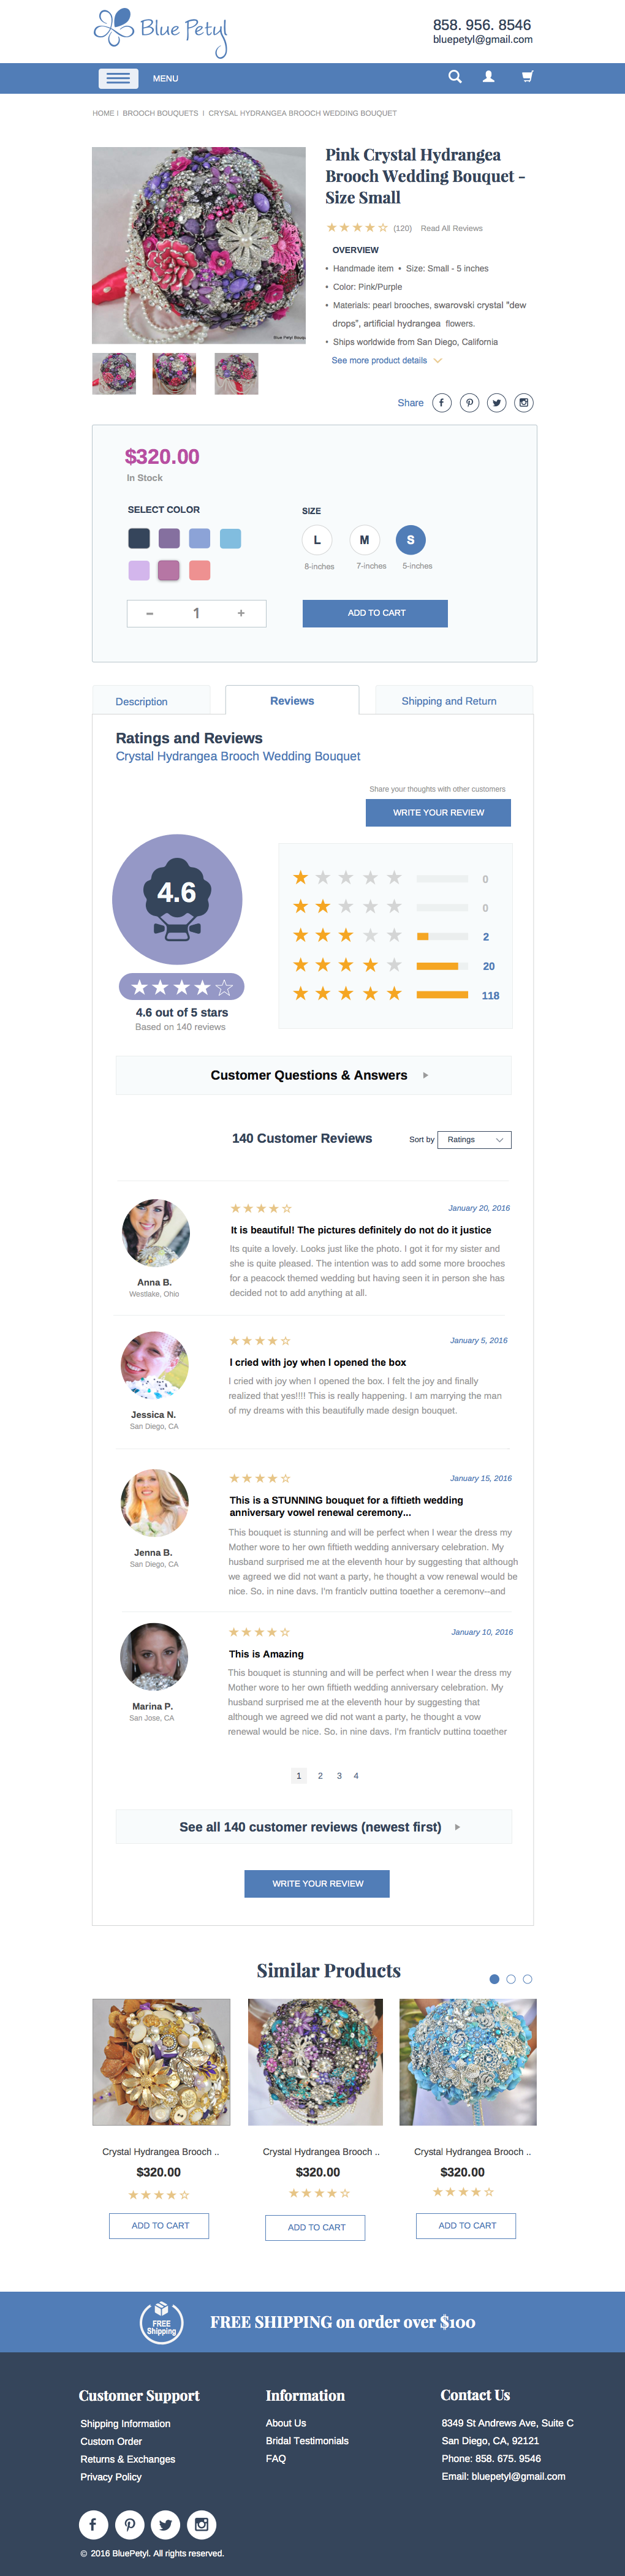 Blue Petyl
858. 956. 8546
bluepetyl@gmail.com
MENU
HOME I BROOCH BOUQUETS I CRYSAL HYDRANGEA BROOCH WEDDING BOUQUET
Pink Crystal Hydrangea
Brooch Wedding Bouquet -
Size Small
(120) Read All Reviews
OVERVIEW
• Handmade item • Size: Small - 5 inches
• Color: Pink/Purple
• Materials: pearl brooches, swarovski crystal "dew
drops", artificial hydrangea flowers.
• Ships worldwide from San Diego, California
See more product details
Blue Petyl Bouqu
Share
$320.00
In Stock
SELECT COLOR
SIZE
L M S
8-inches 7-inches 5-inches
– 1 +
ADD TO CART
Description
Reviews
Shipping and Return
Ratings and Reviews
Crystal Hydrangea Brooch Wedding Bouquet
Share your thoughts with other customers
WRITE YOUR REVIEW
4.6
4.6 out of 5 stars
Based on 140 reviews
0
0
2
20
118
Customer Questions & Answers
140 Customer Reviews
Sort by Ratings
January 20, 2016
It is beautiful! The pictures definitely do not do it justice
Its quite a lovely. Looks just like the photo. I got it for my sister and
she is quite pleased. The intention was to add some more brooches
for a peacock themed wedding but having seen it in person she has
decided not to add anything at all.
Anna B.
Westlake, Ohio
January 5, 2016
I cried with joy when I opened the box
I cried with joy when I opened the box. I felt the joy and finally
realized that yes!!!! This is really happening. I am marrying the man
of my dreams with this beautifully made design bouquet.
Jessica N.
San Diego, CA
January 15, 2016
This is a STUNNING bouquet for a fiftieth wedding
anniversary vowel renewal ceremony...
This bouquet is stunning and will be perfect when I wear the dress my
Mother wore to her own fiftieth wedding anniversary celebration. My
husband surprised me at the eleventh hour by suggesting that although
we agreed we did not want a party, he thought a vow renewal would be
nice. So, in nine days, I'm franticly putting together a ceremony--and
Jenna B.
San Diego, CA
January 10, 2016
This is Amazing
This bouquet is stunning and will be perfect when I wear the dress my
Mother wore to her own fiftieth wedding anniversary celebration. My
husband surprised me at the eleventh hour by suggesting that
although we agreed we did not want a party, he thought a vow
renewal would be nice. So, in nine days, I'm franticly putting together
Marina P.
San Jose, CA
1 2 3 4
See all 140 customer reviews (newest first)
WRITE YOUR REVIEW
Similar Products
Crystal Hydrangea Brooch ..
$320.00
ADD TO CART
Crystal Hydrangea Brooch ..
$320.00
ADD TO CART
Crystal Hydrangea Brooch ..
$320.00
ADD TO CART
FREE
Shipping
FREE SHIPPING on order over $100
Customer Support
Shipping Information
Custom Order
Returns & Exchanges
Privacy Policy
Information
About Us
Bridal Testimonials
FAQ
Contact Us
8349 St Andrews Ave, Suite C
San Diego, CA, 92121
Phone: 858. 675. 9546
Email: bluepetyl@gmail.com
© 2016 BluePetyl. All rights reserved.